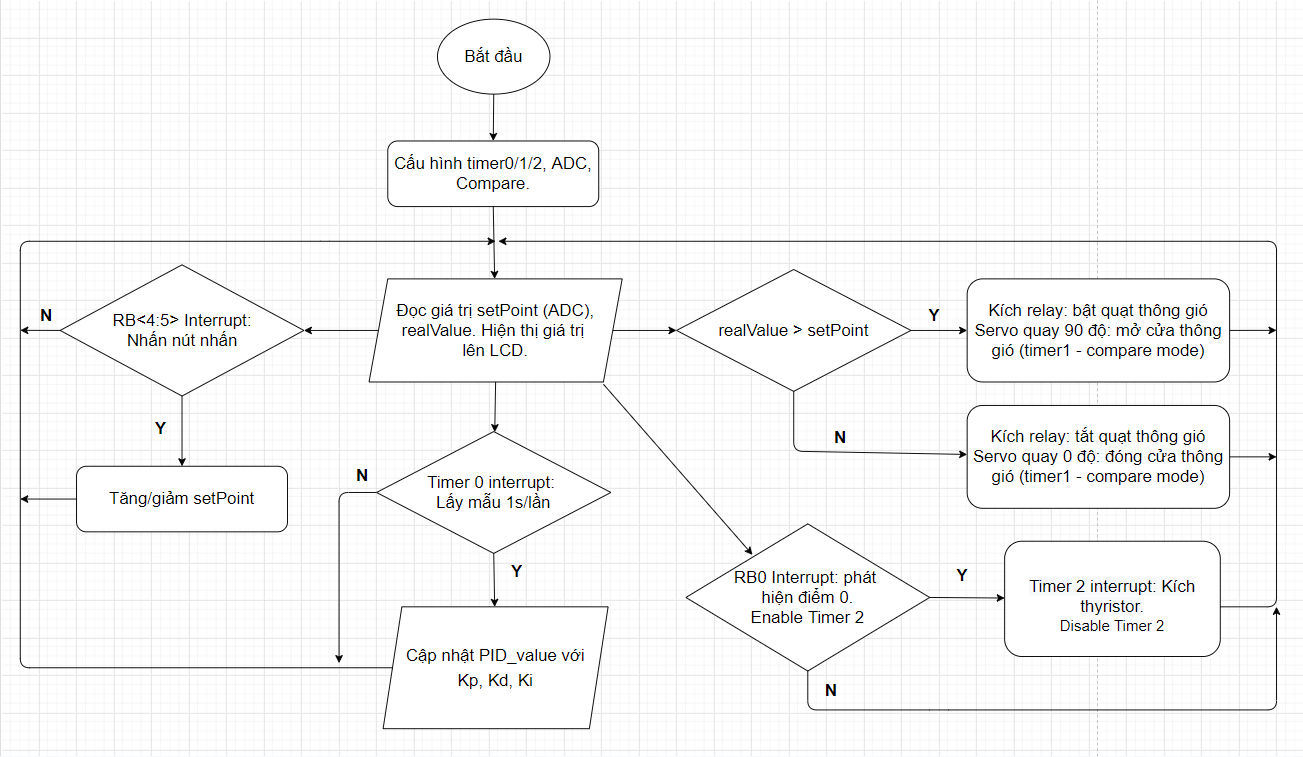 Bắt đầu
Cấu hình timer0/1/2, ADC,
Compare.
N
RB<4:5> Interrupt:
Nhấn nút nhấn
Y
Tăng/giảm setPoint
Đọc giá trị setPoint (ADC),
realValue. Hiện thị giá trị
lên LCD.
realValue > setPoint
Y
Kích relay: bật quạt thông gió
Servo quay 90 độ: mở cửa thông
gió (timer1 - compare mode)
N
Kích relay: tắt quạt thông gió
Servo quay 0 độ: đóng cửa thông
gió (timer1 - compare mode)
N
Timer 0 interrupt:
Lấy mẫu 1s/lần
Y
Cập nhật PID_value với
Kp, Kd, Ki
RB0 Interrupt: phát
hiện điểm 0.
Enable Timer 2
Y
Timer 2 interrupt: Kích
thyristor.
Disable Timer 2
N